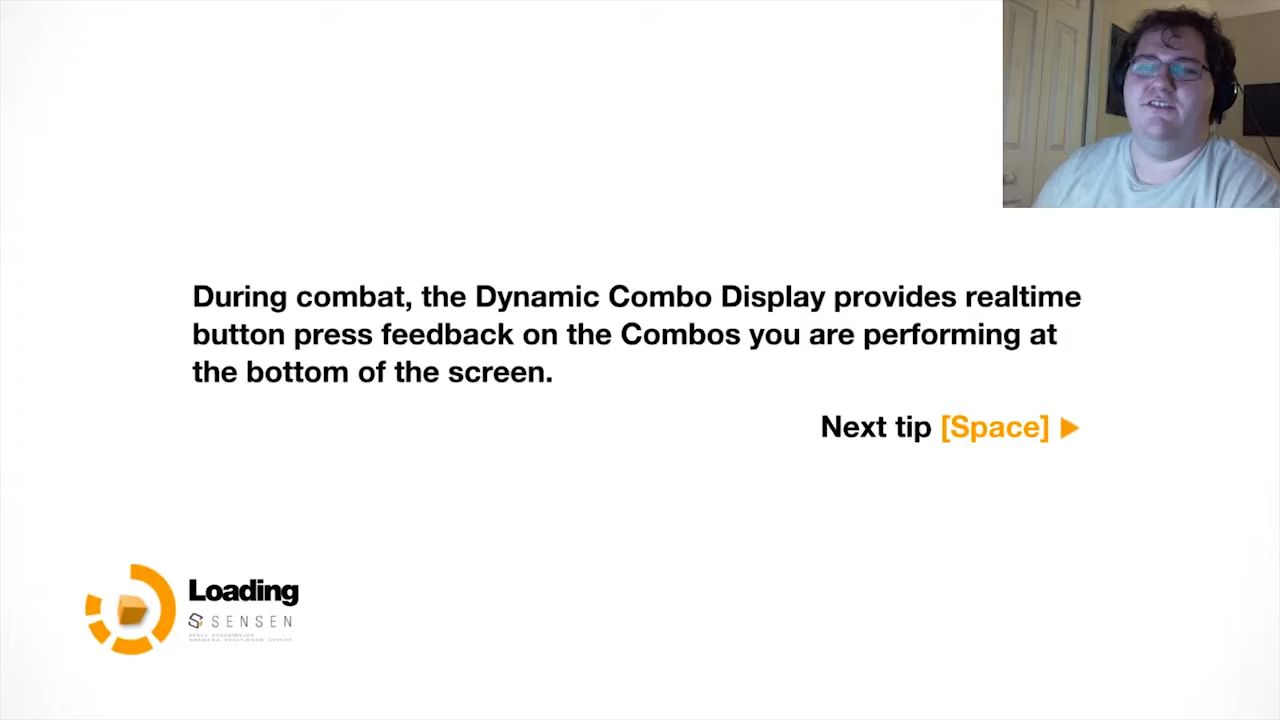 During combat, the Dynamic Combo Display provides realtime
button press feedback on the Combos you are performing at
the bottom of the screen.
Next tip [Space]
Loading
SENSEN